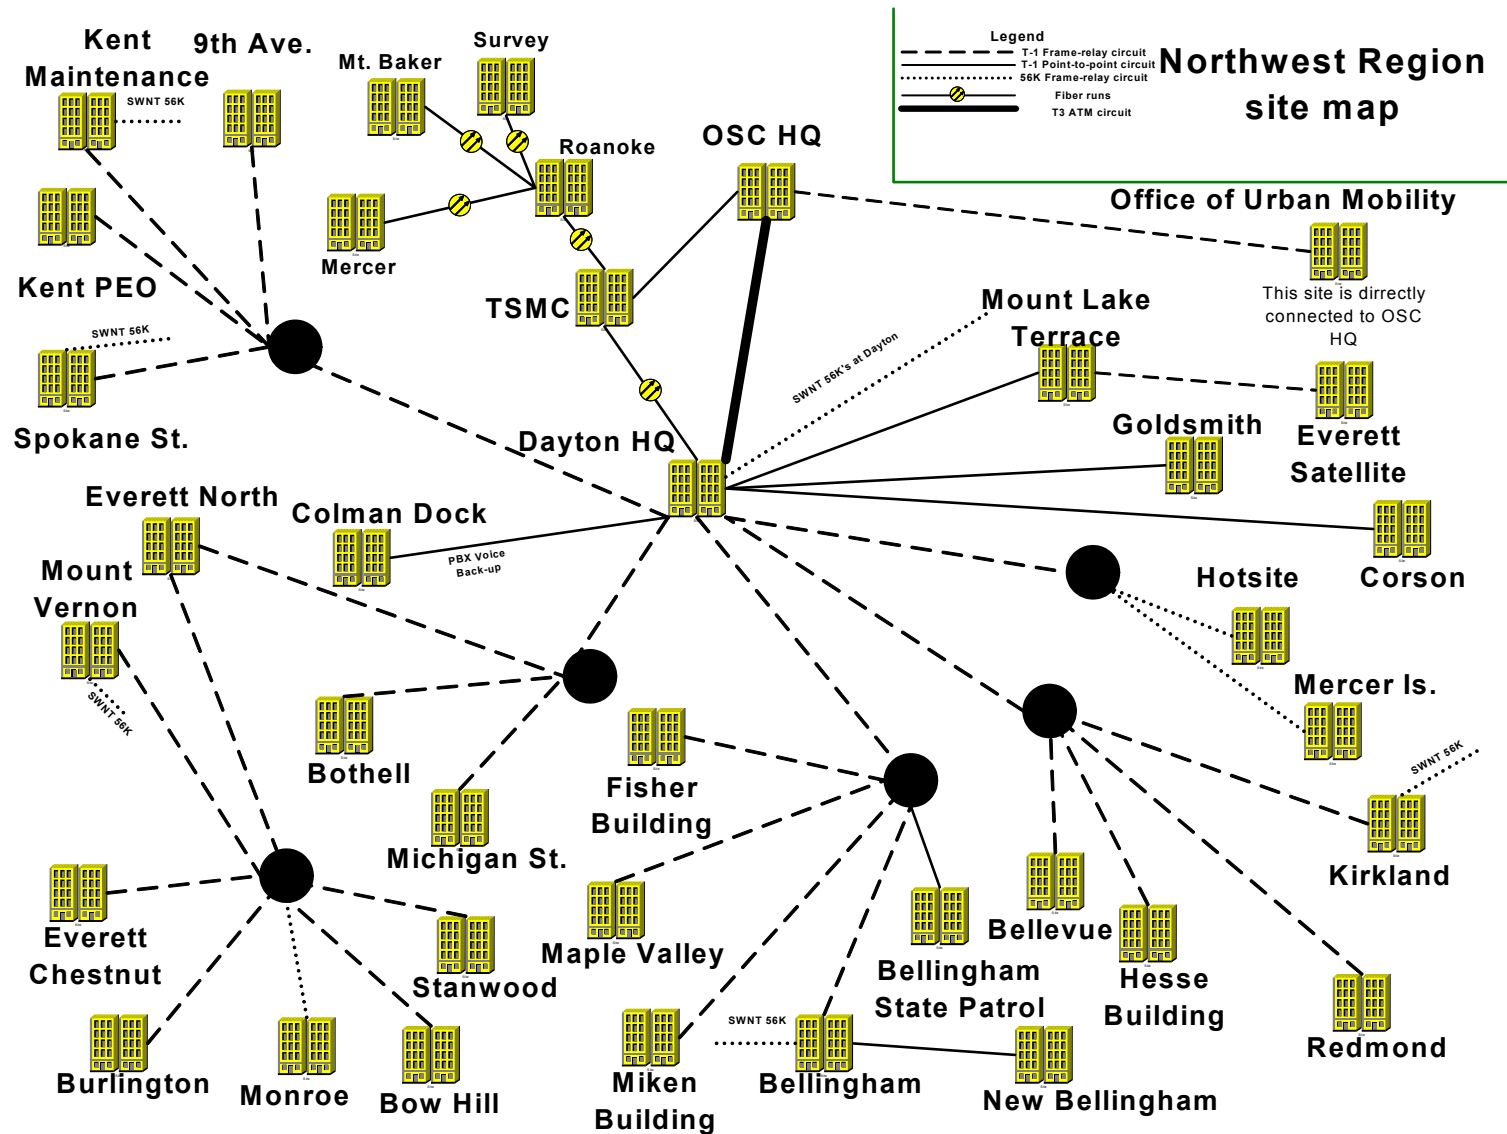 Kent
Maintenance
9th Ave.
Mt. Baker
Survey
Legend
T-1 Frame-relay circuit
T-1 Point-to-point circuit
56K Frame-relay circuit
Fiber runs
T3 ATM circuit
Northwest Region
site map
SWNT 56K
Roanoke
OSC HQ
Office of Urban Mobility
Kent PEO
Mercer
TSMC
Mount Lake
Terrace
This site is dirrectly
connected to OSC
HQ
SWNT 56K
SWNT 56K's at Dayton
Spokane St.
Dayton HQ
Goldsmith
Everett
Satellite
Everett North
Colman Dock
PBX Voice
Back-up
Corson
Mount
Vernon
Hotsite
SWNT 56K
Mercer Is.
Bothell
Fisher
Building
SWNT 56K
Michigan St.
Kirkland
Everett
Chestnut
Stanwood
Maple Valley
Bellingham
State Patrol
Bellevue
Hesse
Building
SWNT 56K
Redmond
Burlington
Monroe
Bow Hill
Miken
Building
Bellingham
New Bellingham